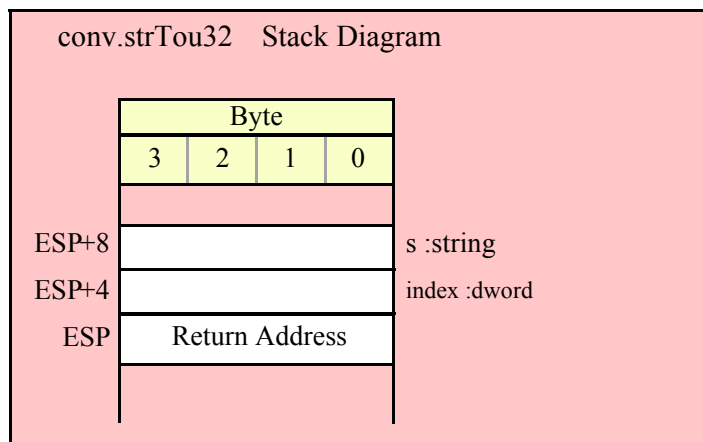 conv.strTou32 Stack Diagram
Byte
3 2 1 0
ESP+8 s :string
ESP+4 index :dword
ESP Return Address